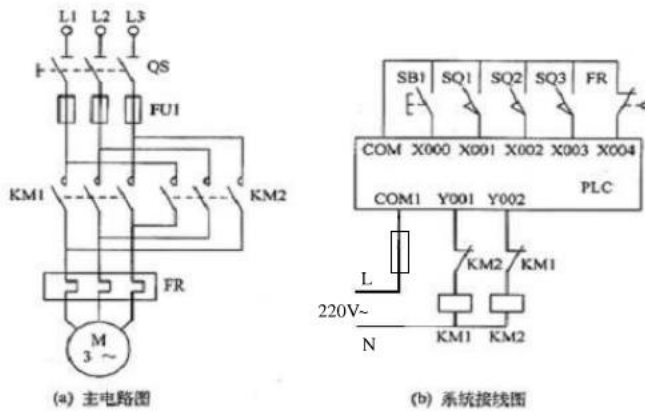 L1 L2 L3
QS
FU1
KM1
KM2
FR
M
3 ~
(a) 主电路图
SB1 SQ1 SQ2 SQ3 FR
COM X000 X001 X002 X003 X004
PLC
COM1 Y001 Y002
KM2 KM1
L
220V~
N
KM1 KM2
(b) 系统接线图